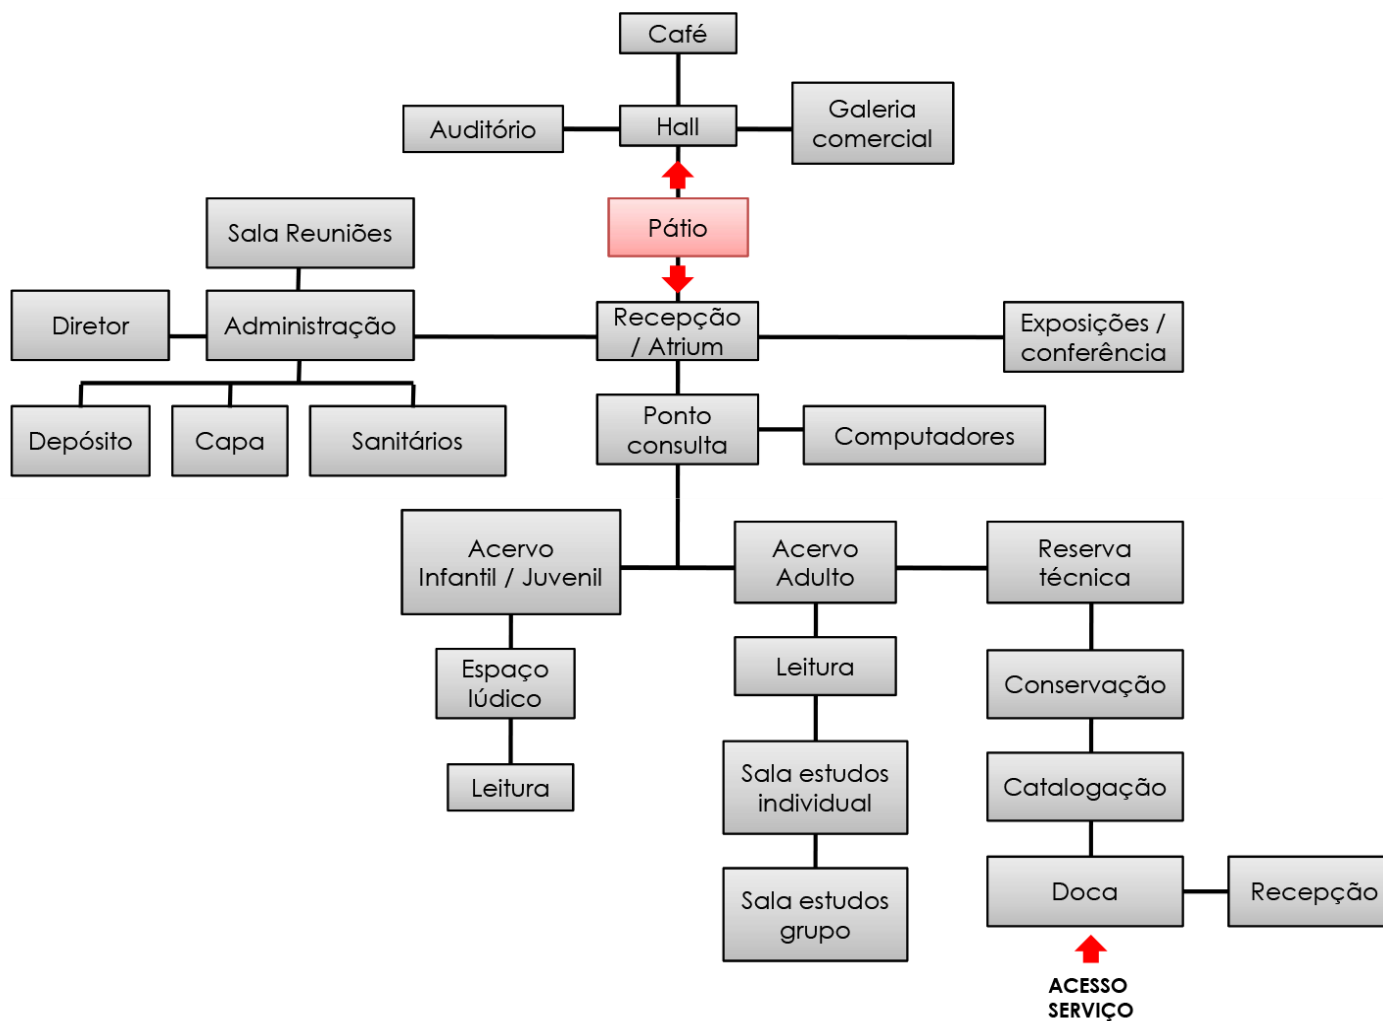 Café
Auditório
Hall
Galeria
comercial
Sala Reuniões
Pátio
Diretor
Administração
Recepção
/ Atrium
Exposições /
conferência
Depósito
Capa
Sanitários
Ponto
consulta
Computadores
Acervo
Infantil / Juvenil
Acervo
Adulto
Reserva
técnica
Espaço
lúdico
Leitura
Conservação
Leitura
Sala estudos
individual
Catalogação
Sala estudos
grupo
Doca
Recepção
ACESSO
SERVIÇO